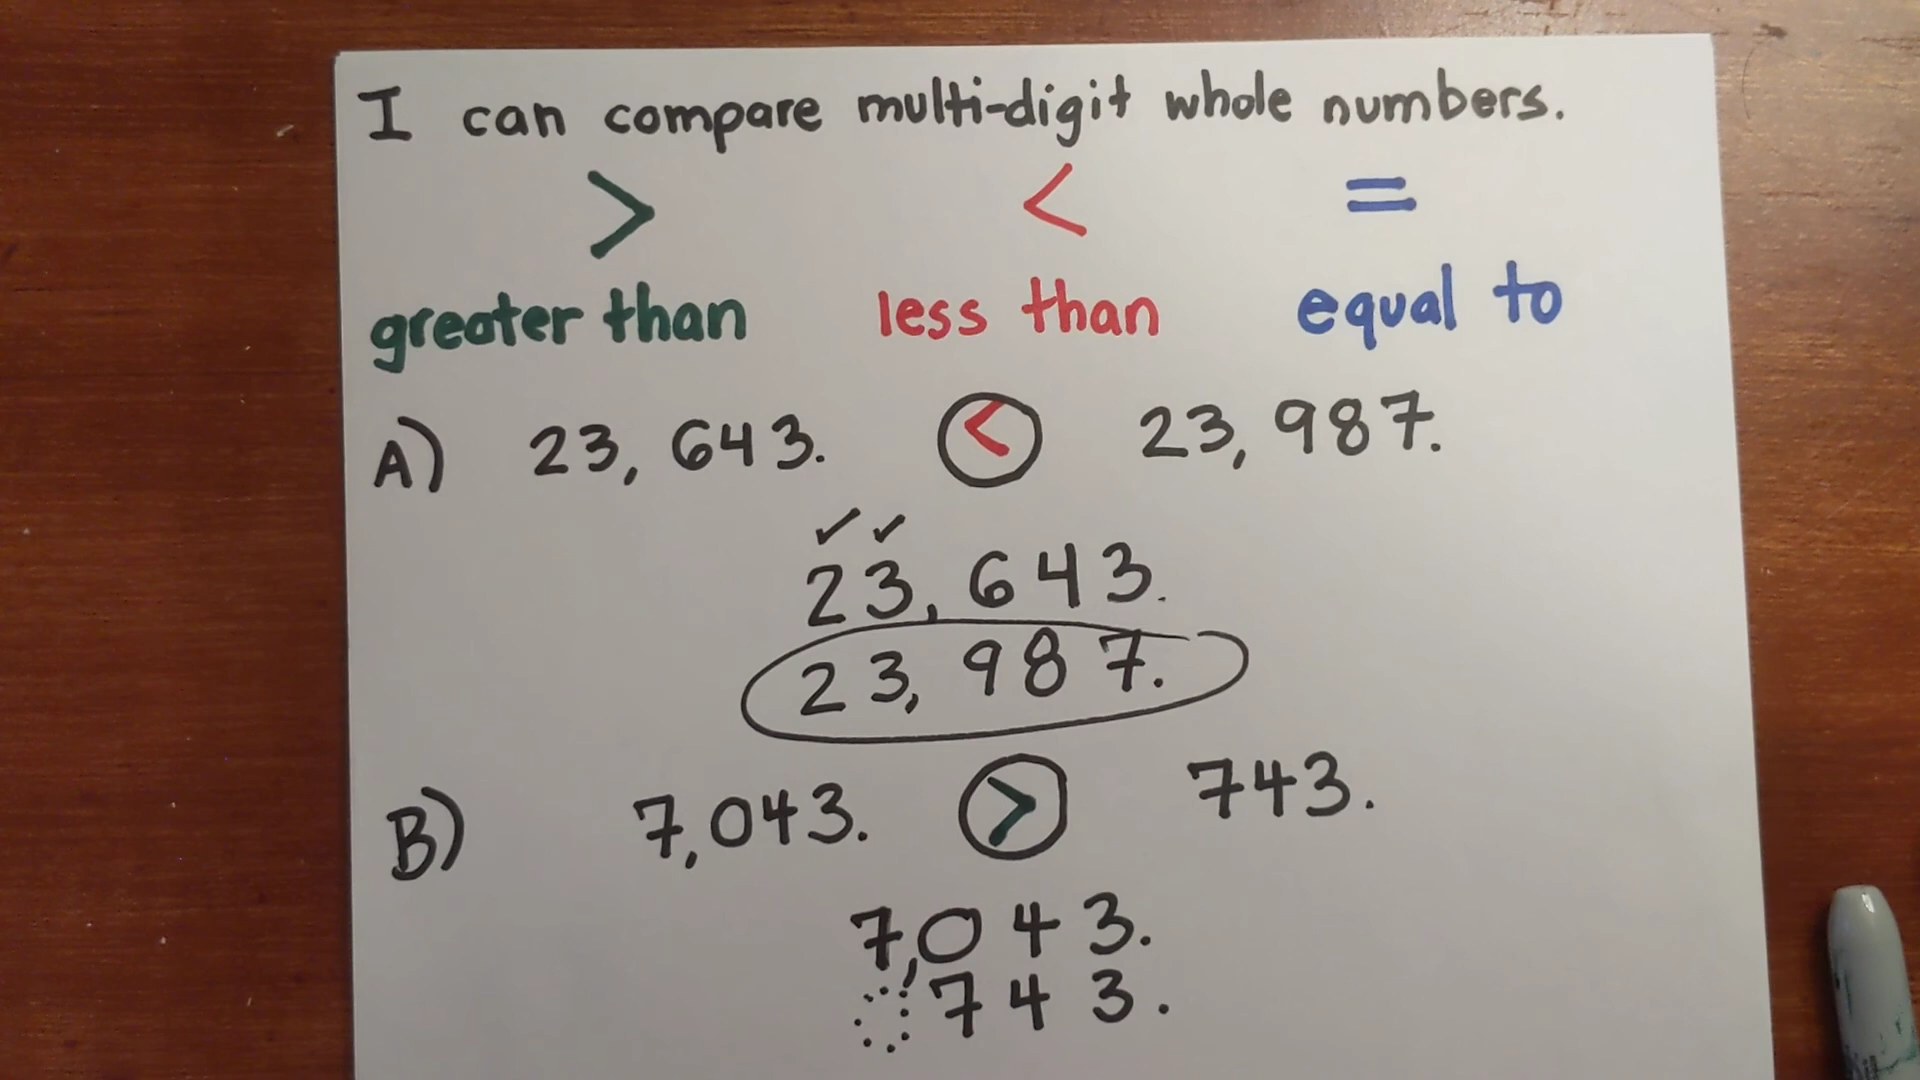 I can compare multi-digit whole numbers.
> < =
greater than less than equal to
A) 23, 643. < 23, 987.
✓ ✓
23, 643.
23, 987.
B) 7,043. > 743.
7,043.
743.